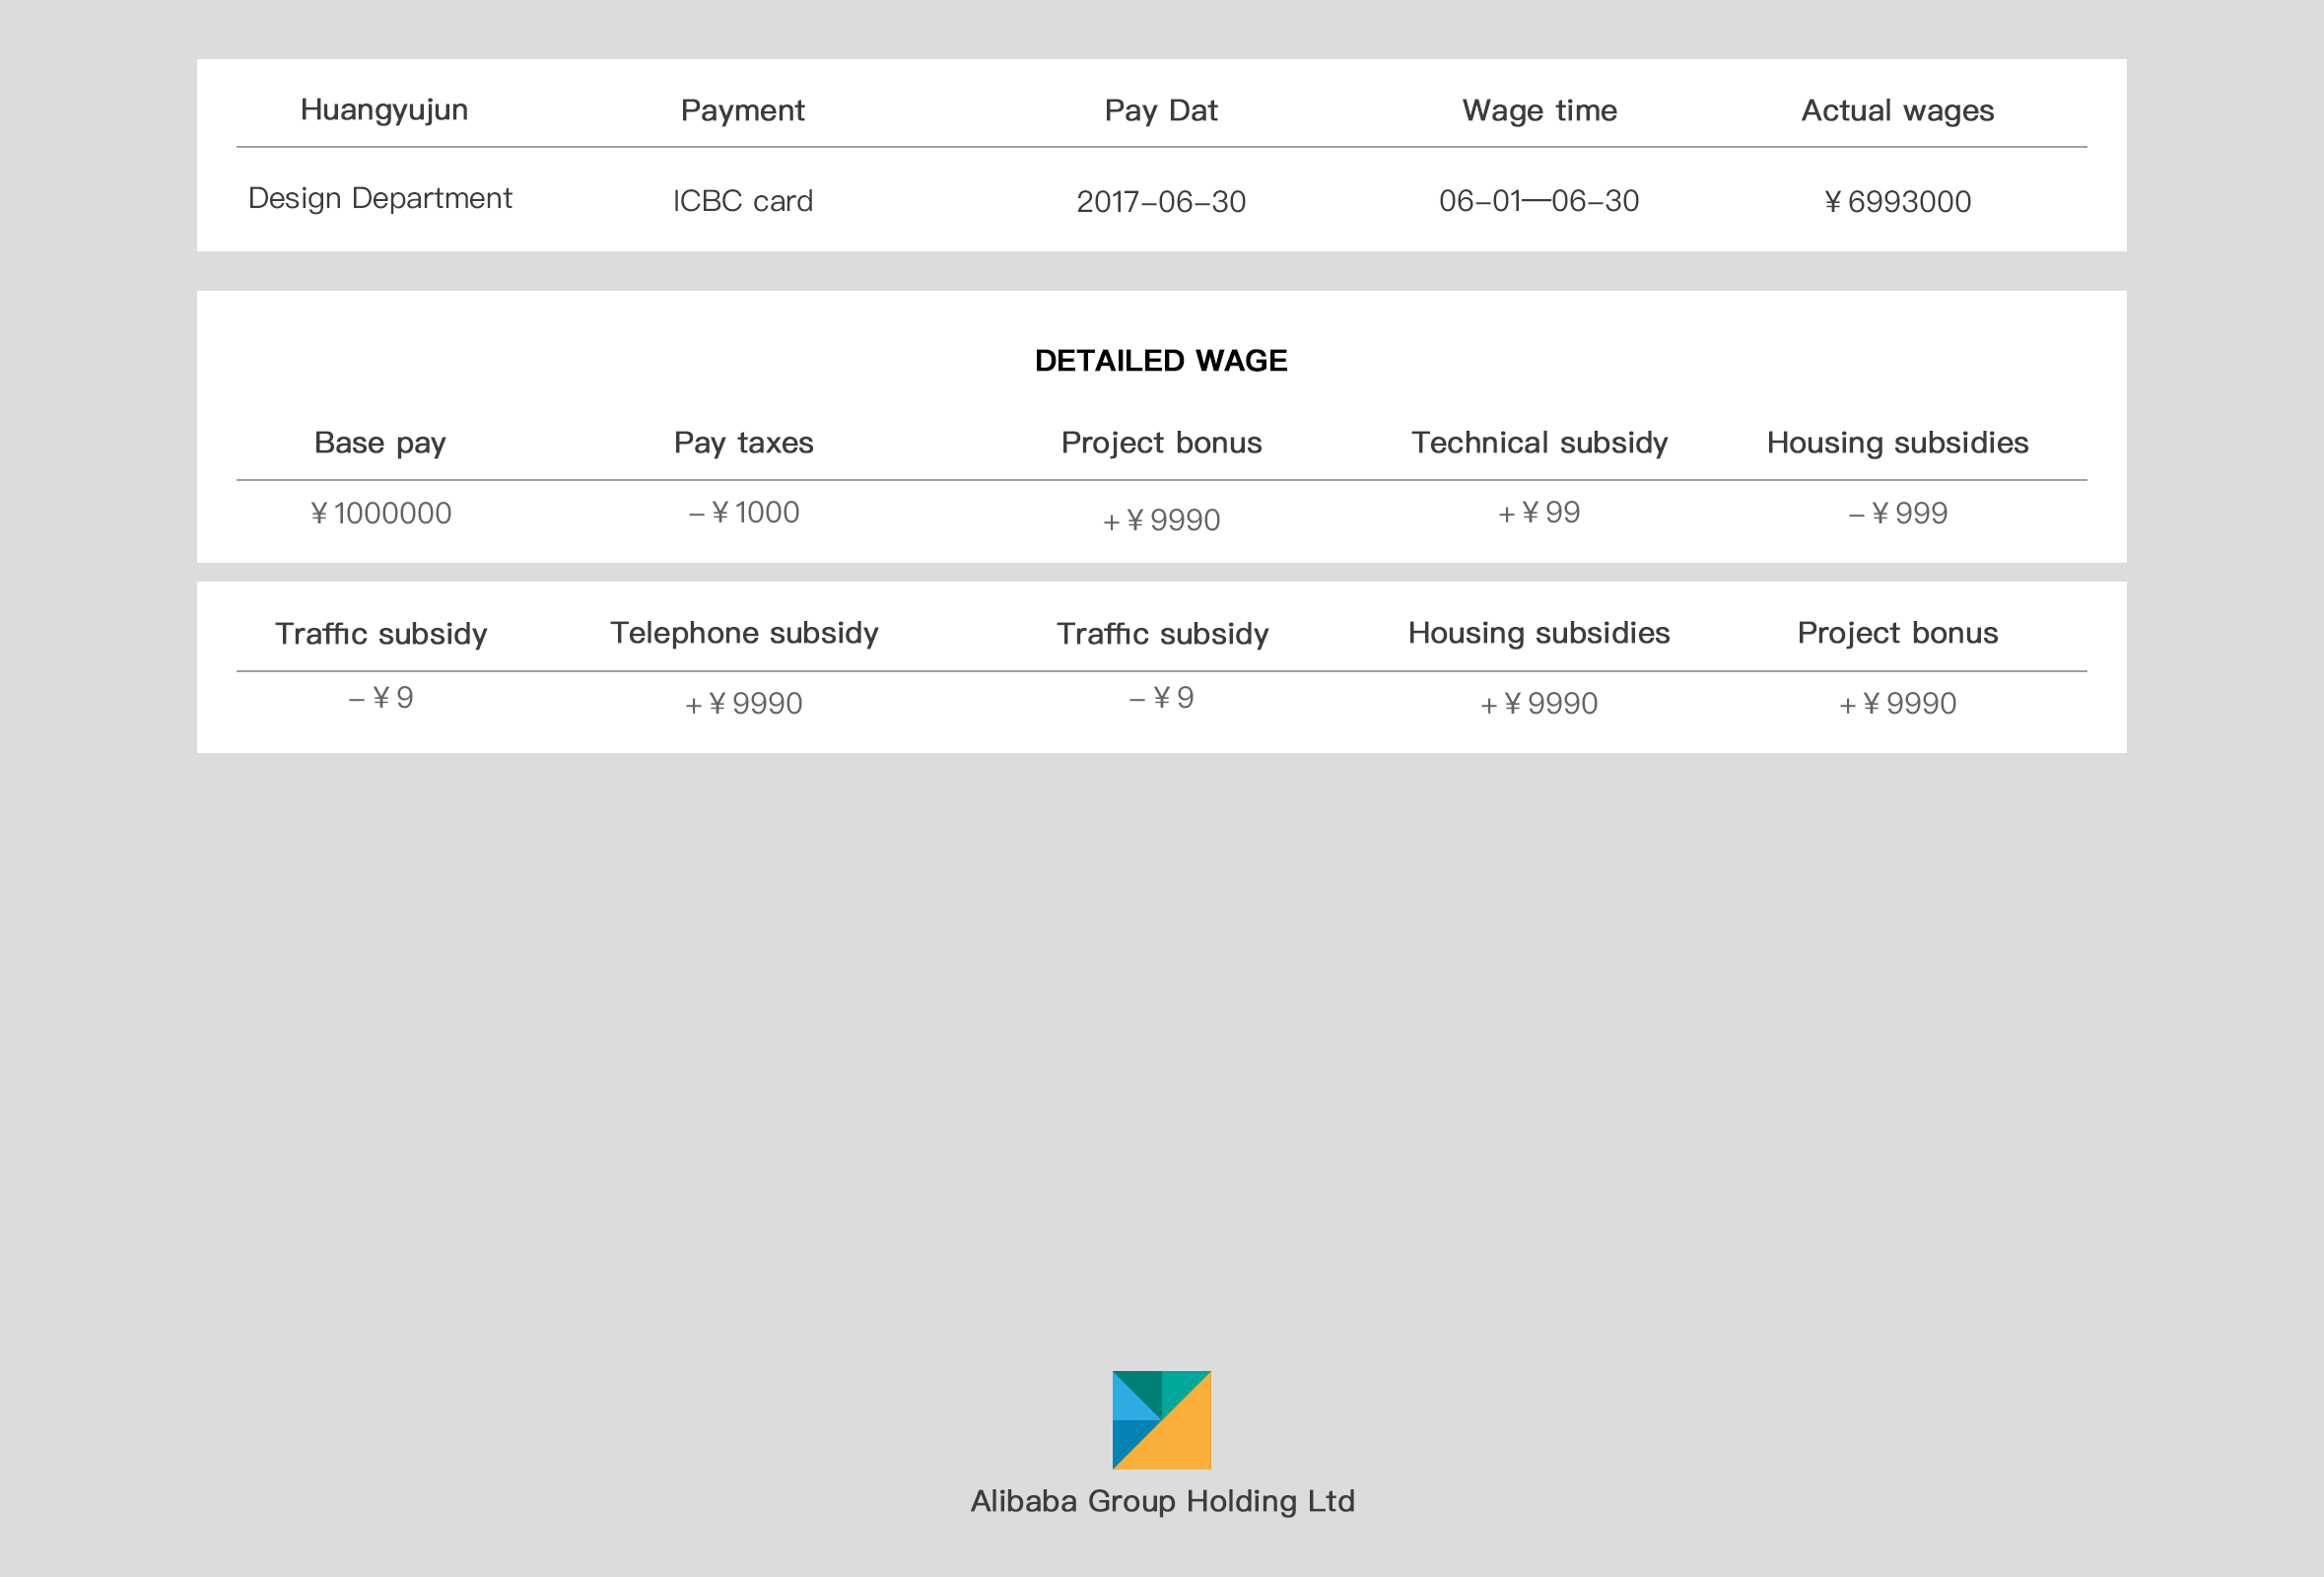 Huangyujun Payment Pay Dat Wage time Actual wages
Design Department ICBC card 2017-06-30 06-01—06-30 ¥6993000
DETAILED WAGE
Base pay Pay taxes Project bonus Technical subsidy Housing subsidies
¥1000000 -¥1000 +¥9990 +¥99 -¥999
Traffic subsidy Telephone subsidy Traffic subsidy Housing subsidies Project bonus
-¥9 +¥9990 -¥9 +¥9990 +¥9990
Alibaba Group Holding Ltd